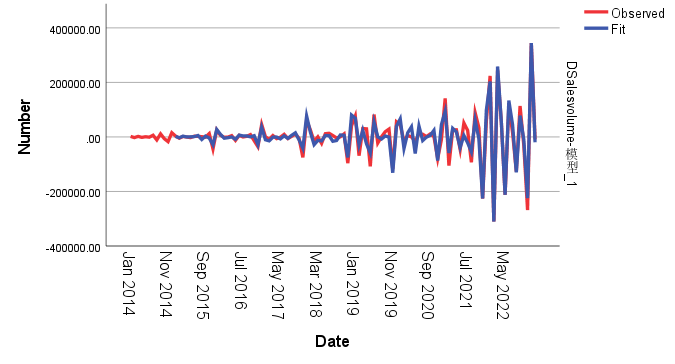 Observed
Fit
DSalesvolume-模型_1
Number
400000.00
200000.00
.00
-200000.00
-400000.00
Jan 2014
Nov 2014
Sep 2015
Jul 2016
May 2017
Mar 2018
Jan 2019
Nov 2019
Sep 2020
Jul 2021
May 2022
Date